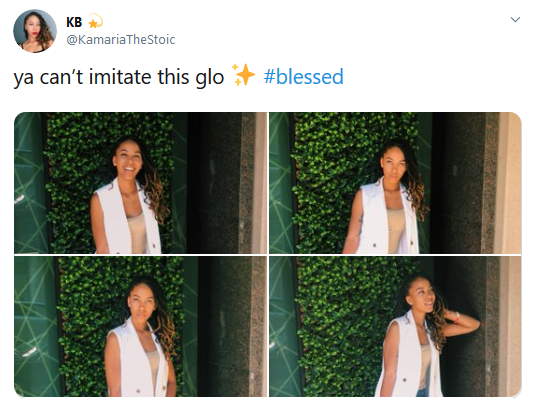 KB 💫
@KamariaTheStoic
ya can’t imitate this glo ✨ #blessed